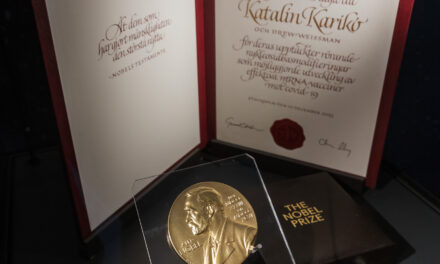 Åt dem som
hava gjort mänskligheten
den största nytta
• NOBELS TESTAMENTE •
Katalin Karikó
OCH DREW WEISSMAN
för deras upptäckter rörande
nukleosidbasmodifieringar
som möjliggjorde utveckling av
effektiva mRNA-vacciner
mot covid-19
THE
NOBEL
PRIZE